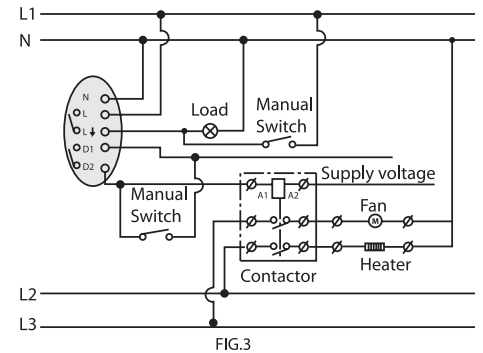 L1
N
N
L
L
D1
D2
Load
Manual
Switch
Manual
Switch
A1
A2
Supply voltage
Fan
M
Heater
Contactor
L2
L3
FIG.3